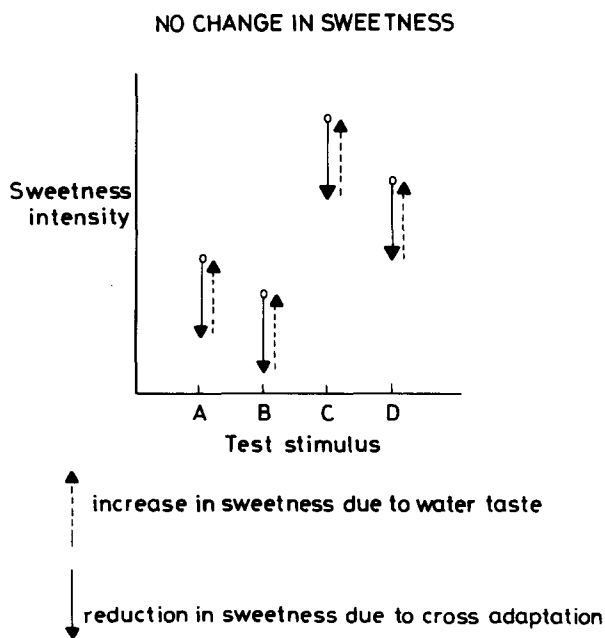 NO CHANGE IN SWEETNESS
Sweetness
intensity
A B C D
Test stimulus
increase in sweetness due to water taste
reduction in sweetness due to cross adaptation